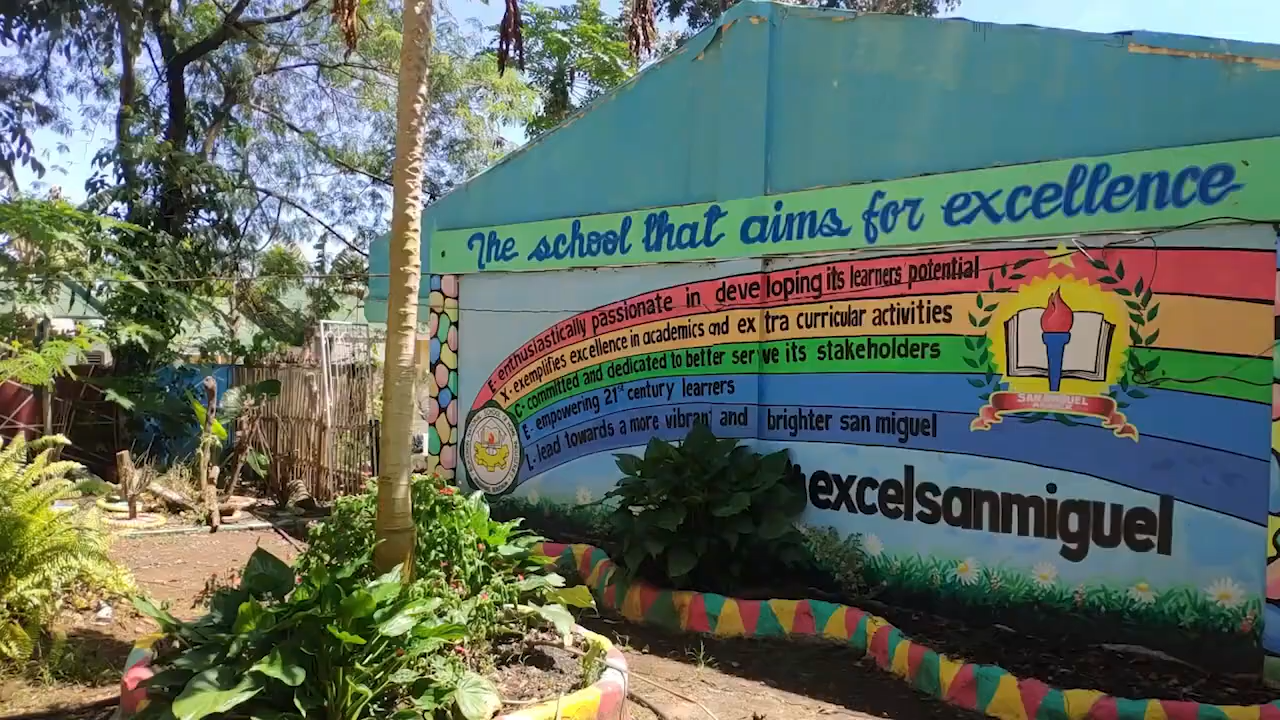 The school that aims for excellence
E- enthusiastically passionate in developing its learners potential
X- exemplifies excellence in academics and extra curricular activities
C- committed and dedicated to better serve its stakeholders
E- empowering 21st century learners
L- lead towards a more vibrant and brighter san miguel
SAN MIGUEL
excelsanmiguel